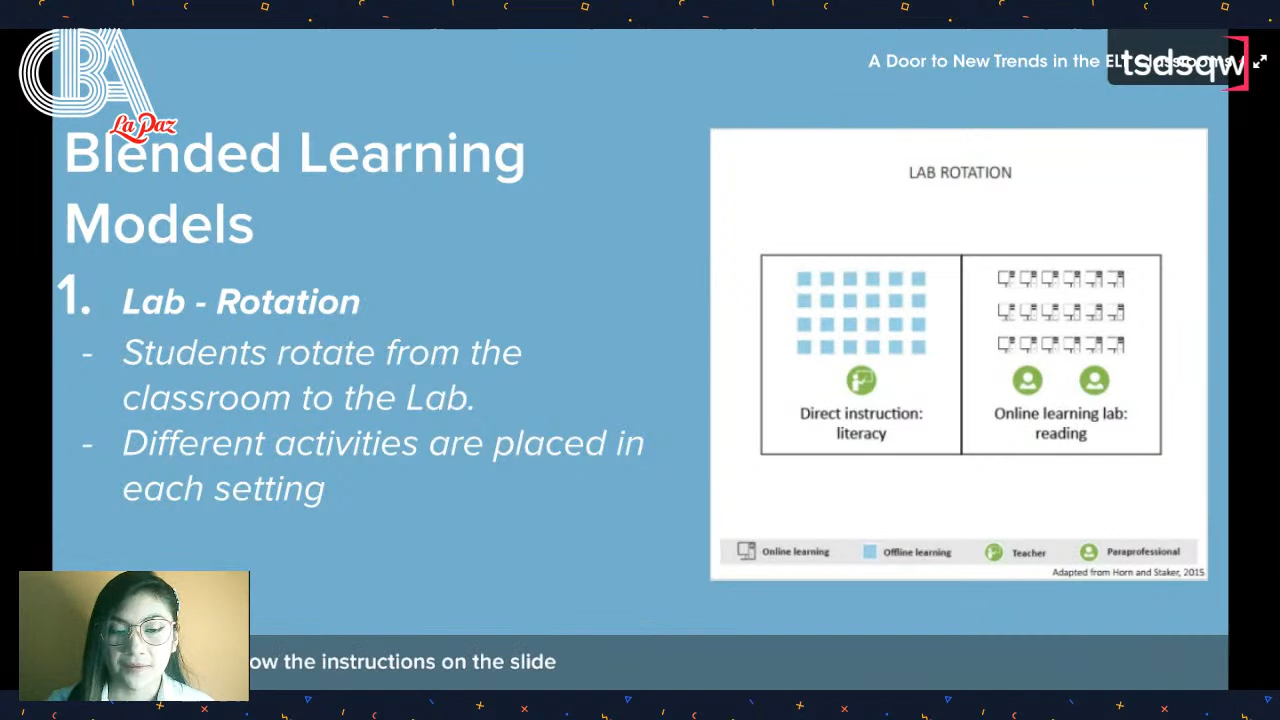 CBA
La Paz
A Door to New Trends in the ELT Classrooms
tsdsqw
Blended Learning
Models
1. Lab - Rotation
- Students rotate from the
classroom to the Lab.
- Different activities are placed in
each setting
LAB ROTATION
Direct instruction:
literacy
Online learning lab:
reading
Online learning
Offline learning
Teacher
Paraprofessional
Adapted from Horn and Staker, 2015
ow the instructions on the slide